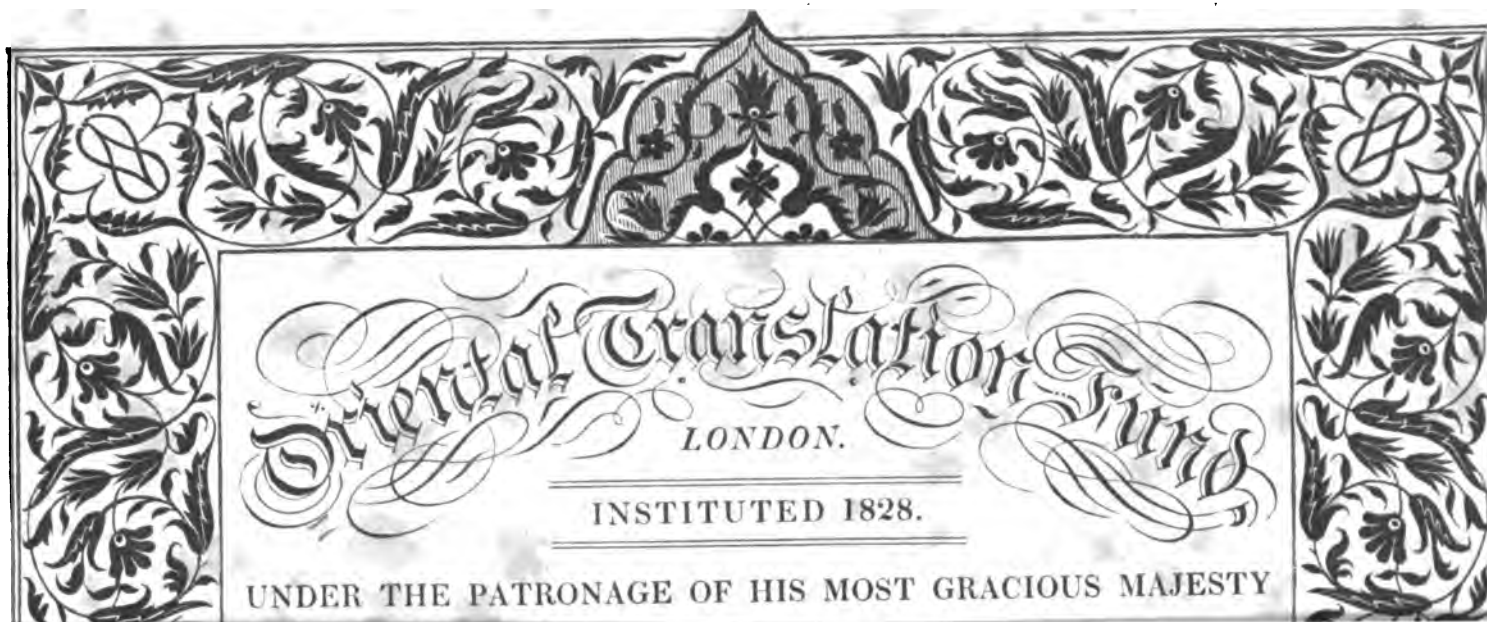 Oriental Translation Fund,
LONDON.
INSTITUTED 1828.
UNDER THE PATRONAGE OF HIS MOST GRACIOUS MAJESTY